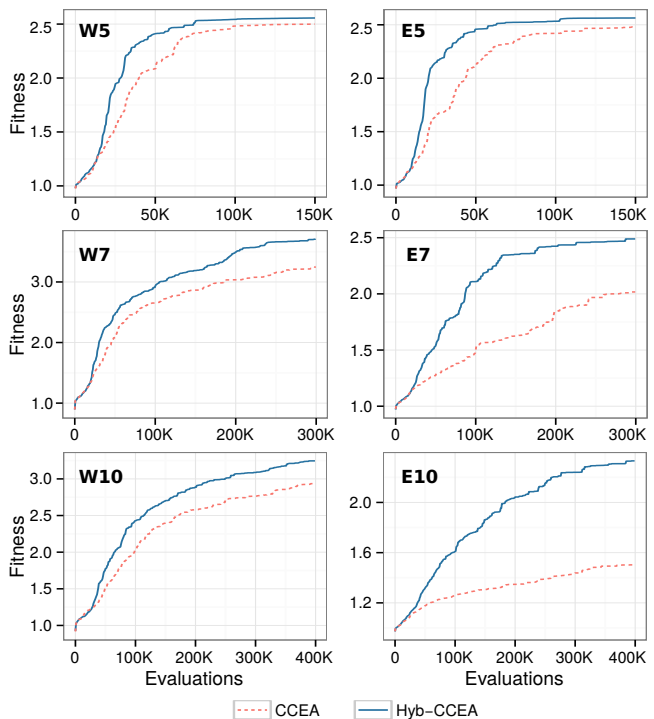 W5
Fitness
2.5
2.0
1.5
1.0
0
50K
100K
150K
E5
2.5
2.0
1.5
1.0
0
50K
100K
150K
W7
Fitness
3.0
2.0
1.0
0
100K
200K
300K
E7
2.5
2.0
1.5
1.0
0
100K
200K
300K
W10
Fitness
3.0
2.5
2.0
1.5
1.0
0
100K
200K
300K
400K
Evaluations
E10
2.0
1.6
1.2
0
100K
200K
300K
400K
Evaluations
CCEA
Hyb-CCEA